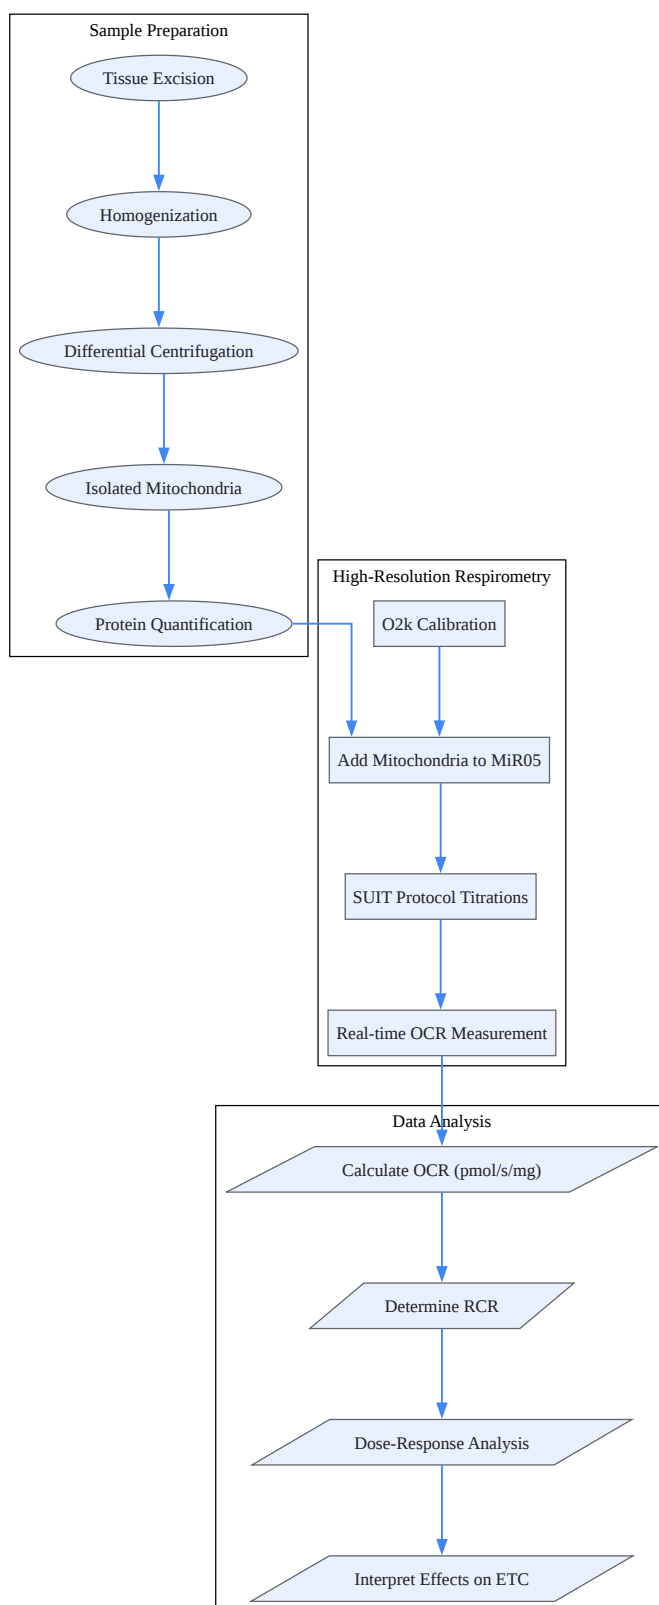 Sample Preparation
Tissue Excision
Homogenization
Differential Centrifugation
Isolated Mitochondria
Protein Quantification
High-Resolution Respirometry
O2k Calibration
Add Mitochondria to MiR05
SUIT Protocol Titrations
Real-time OCR Measurement
Data Analysis
Calculate OCR (pmol/s/mg)
Determine RCR
Dose-Response Analysis
Interpret Effects on ETC